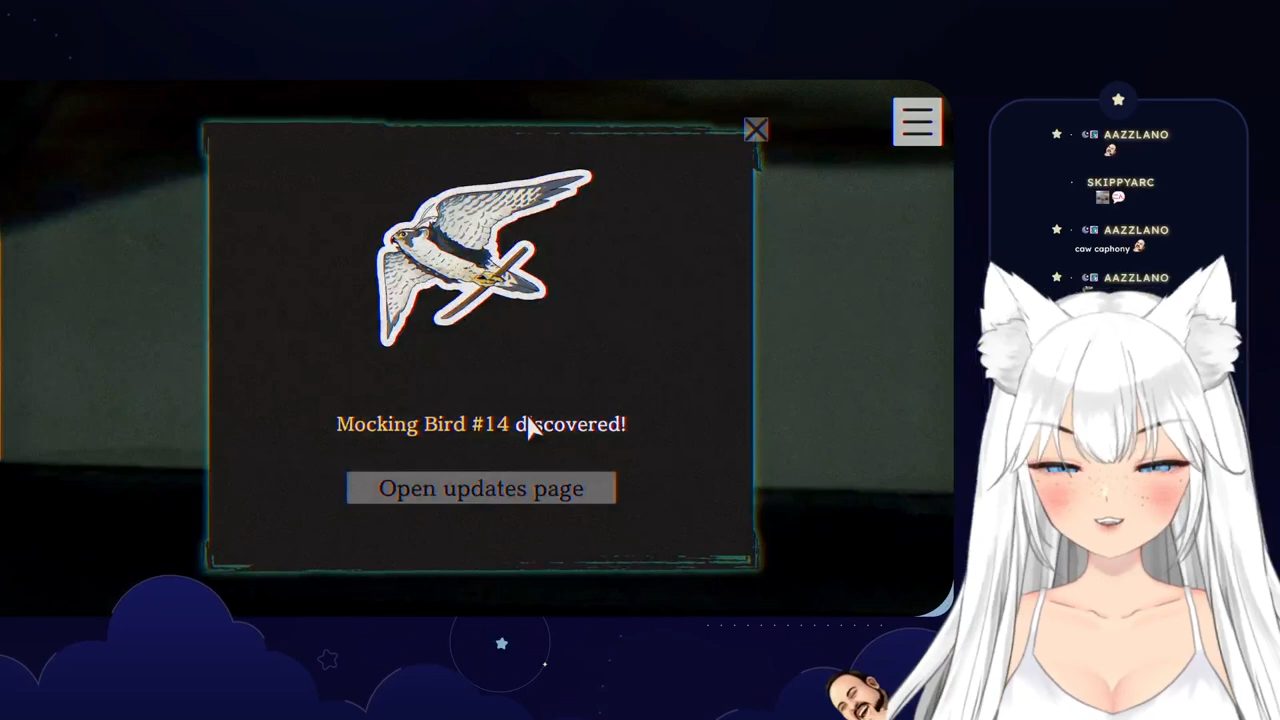 Mocking Bird #14 discovered!
Open updates page
AAZZLANO
SKIPPYARC
AAZZLANO
caw caphony
AAZZLANO